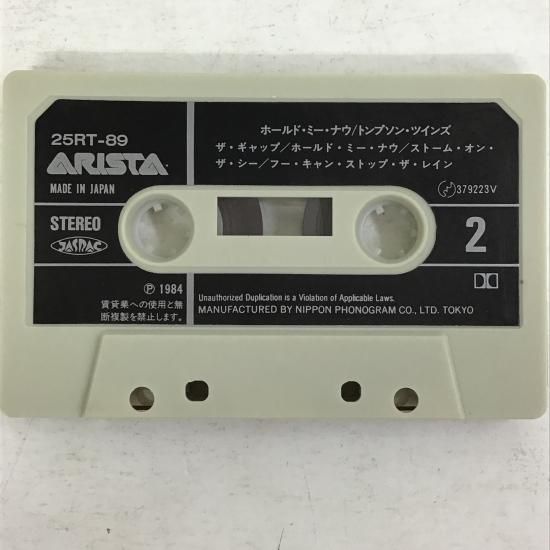 25RT-89
ARISTA
MADE IN JAPAN
ホールド・ミー・ナウ/トンプソン・ツインズ
ザ・ギャップ/ホールド・ミー・ナウ/ストーム・オン・
ザ・シー/フー・キャン・ストップ・ザ・レイン
379223V
STEREO
JASRAC
2
Ⓟ 1984
賃貸業への使用と無
断複製を禁止します。
Unauthorized Duplication is a Violation of Applicable Laws.
MANUFACTURED BY NIPPON PHONOGRAM CO., LTD. TOKYO